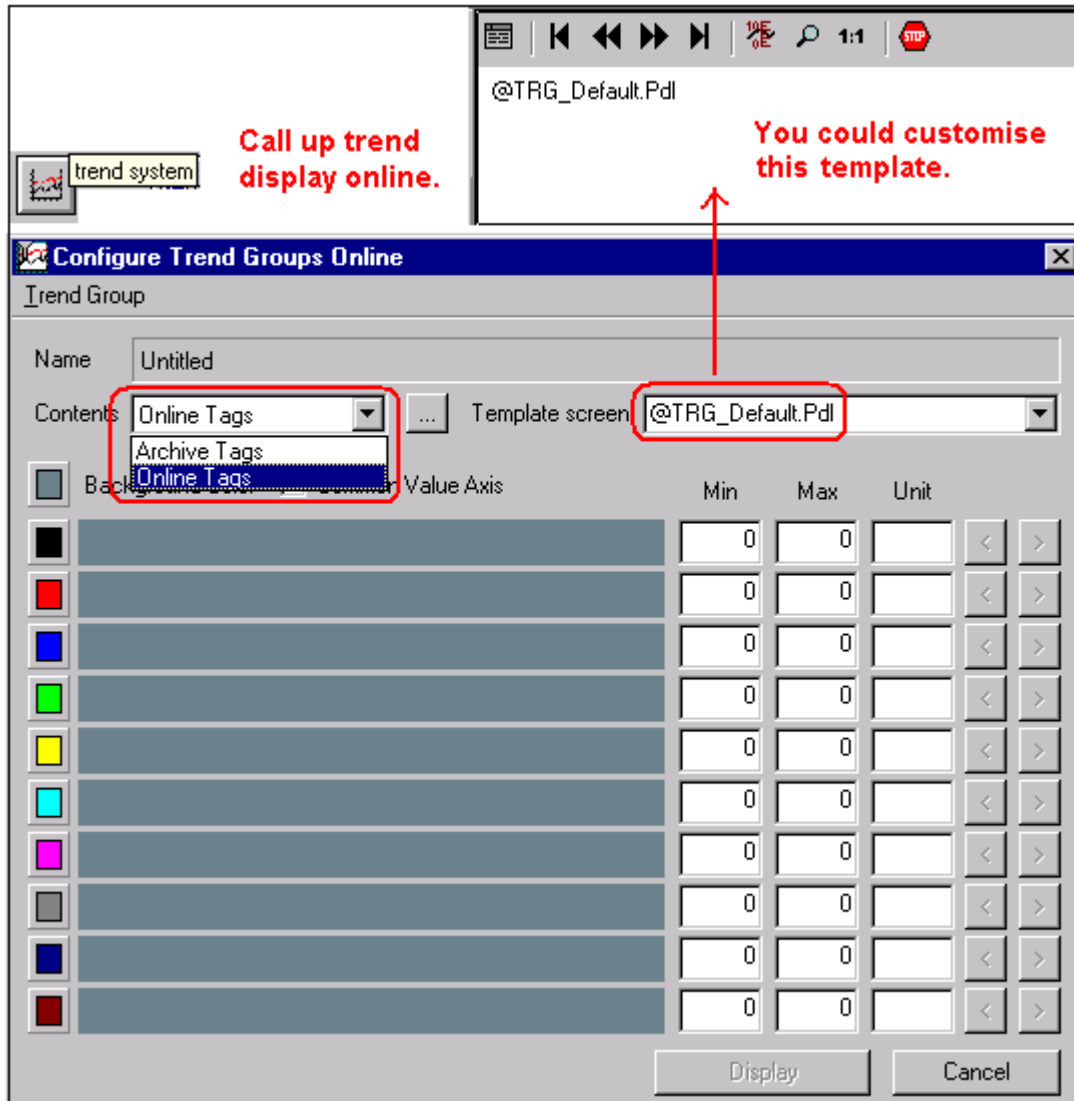 1:1
STOP
@TRG_Default.Pdl
Call up trend
display online.
You could customise
this template.
trend system
Configure Trend Groups Online
Trend Group
Name Untitled
Contents Online Tags ... Template screen @TRG_Default.Pdl
Archive Tags
Online Tags
Value Axis Min Max Unit
0 0 < >
0 0 < >
0 0 < >
0 0 < >
0 0 < >
0 0 < >
0 0 < >
0 0 < >
0 0 < >
0 0 < >
Display Cancel